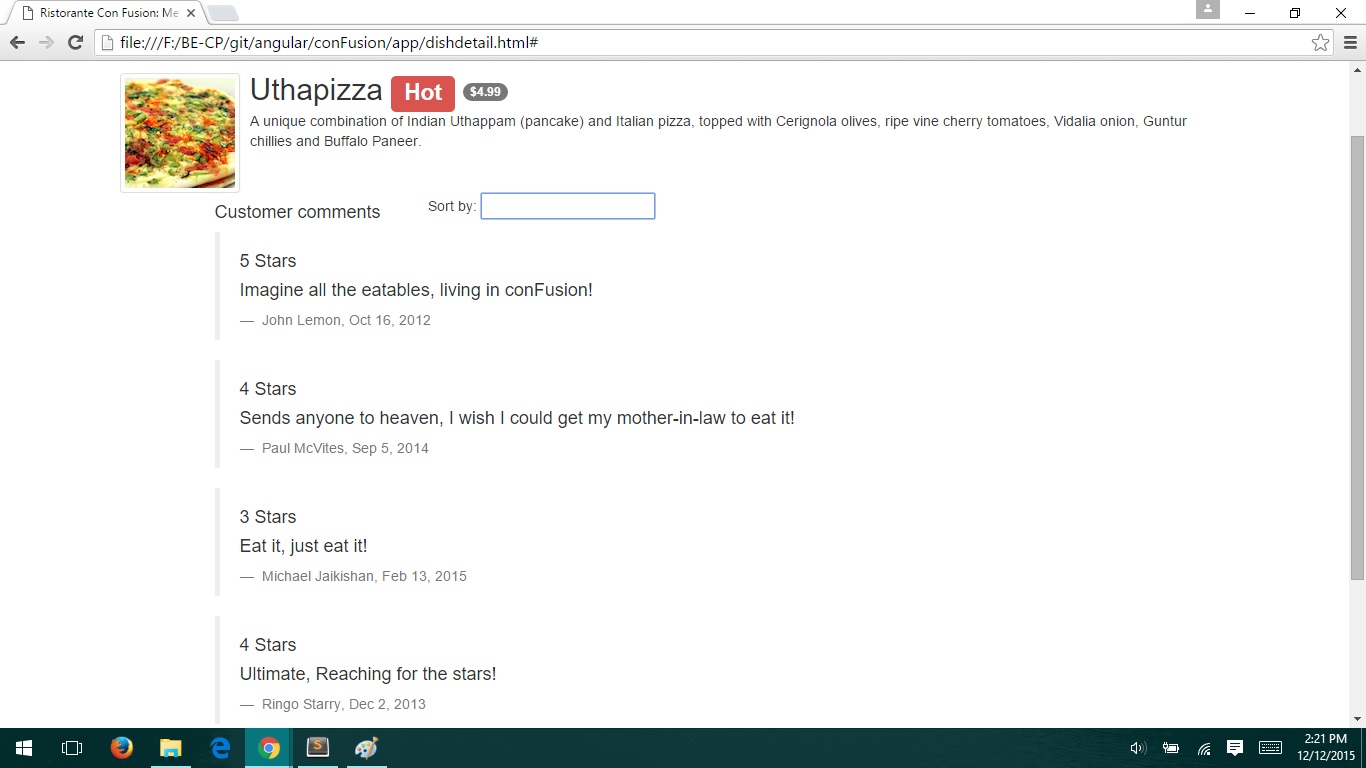 Ristorante Con Fusion: Me
file:///F:/BE-CP/git/angular/conFusion/app/dishdetail.html#
Uthapizza Hot $4.99
A unique combination of Indian Uthappam (pancake) and Italian pizza, topped with Cerignola olives, ripe vine cherry tomatoes, Vidalia onion, Guntur
chillies and Buffalo Paneer.
Customer comments Sort by:
5 Stars
Imagine all the eatables, living in conFusion!
— John Lemon, Oct 16, 2012
4 Stars
Sends anyone to heaven, I wish I could get my mother-in-law to eat it!
— Paul McVites, Sep 5, 2014
3 Stars
Eat it, just eat it!
— Michael Jaikishan, Feb 13, 2015
4 Stars
Ultimate, Reaching for the stars!
— Ringo Starry, Dec 2, 2013
2:21 PM
12/12/2015